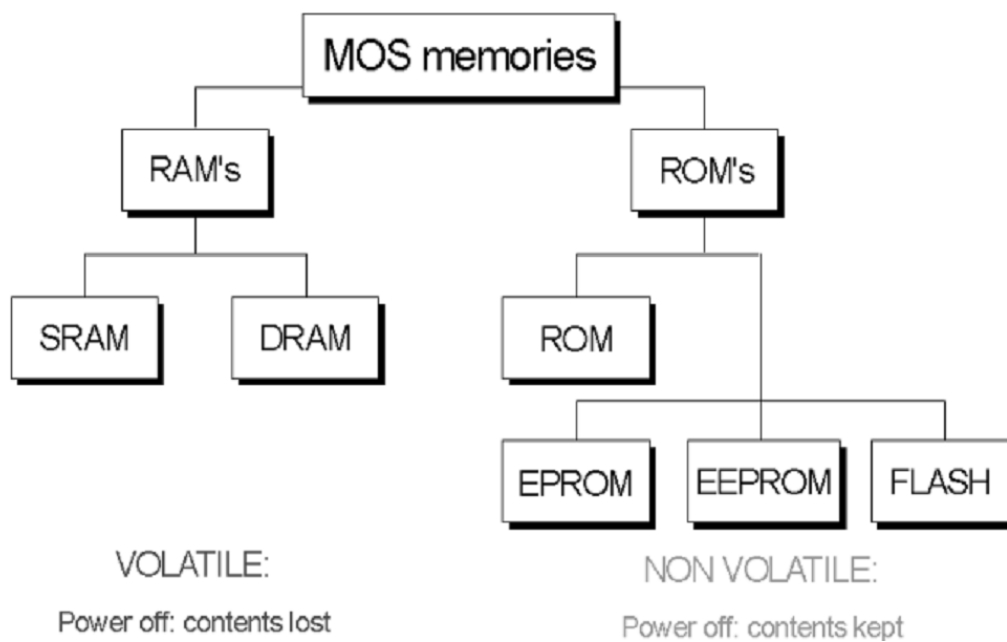 MOS memories
RAM's
ROM's
SRAM
DRAM
ROM
EPROM
EEPROM
FLASH
VOLATILE:
Power off: contents lost
NON VOLATILE:
Power off: contents kept